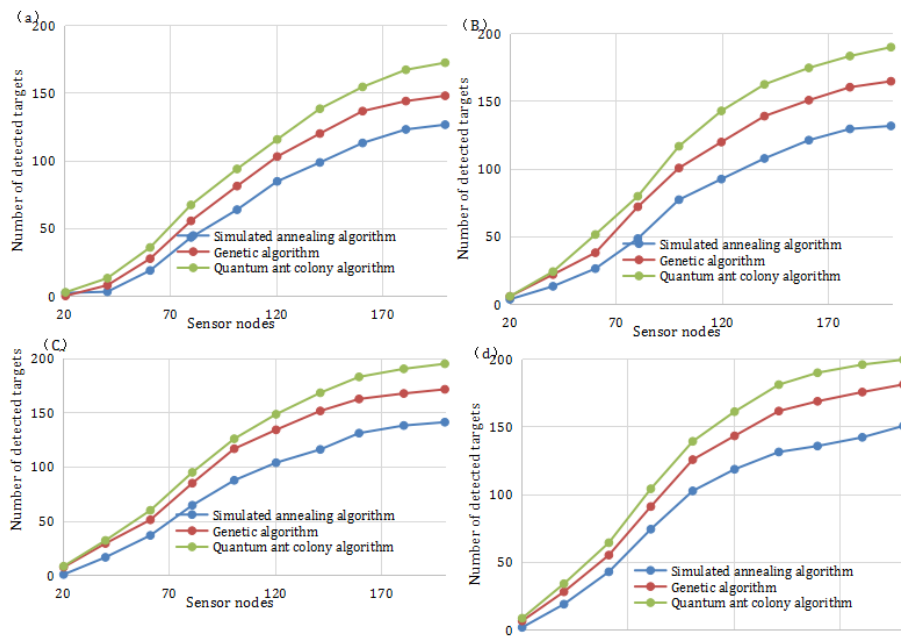 (a)
Number of detected targets
200
150
100
50
0
20
70
120
170
Sensor nodes
Simulated annealing algorithm
Genetic algorithm
Quantum ant colony algorithm
(B)
Number of detected targets
200
150
100
50
0
20
70
120
170
Sensor nodes
Simulated annealing algorithm
Genetic algorithm
Quantum ant colony algorithm
(C)
Number of detected targets
200
150
100
50
0
20
70
120
170
Sensor nodes
Simulated annealing algorithm
Genetic algorithm
Quantum ant colony algorithm
(d)
Number of detected targets
200
150
100
50
0
Simulated annealing algorithm
Genetic algorithm
Quantum ant colony algorithm